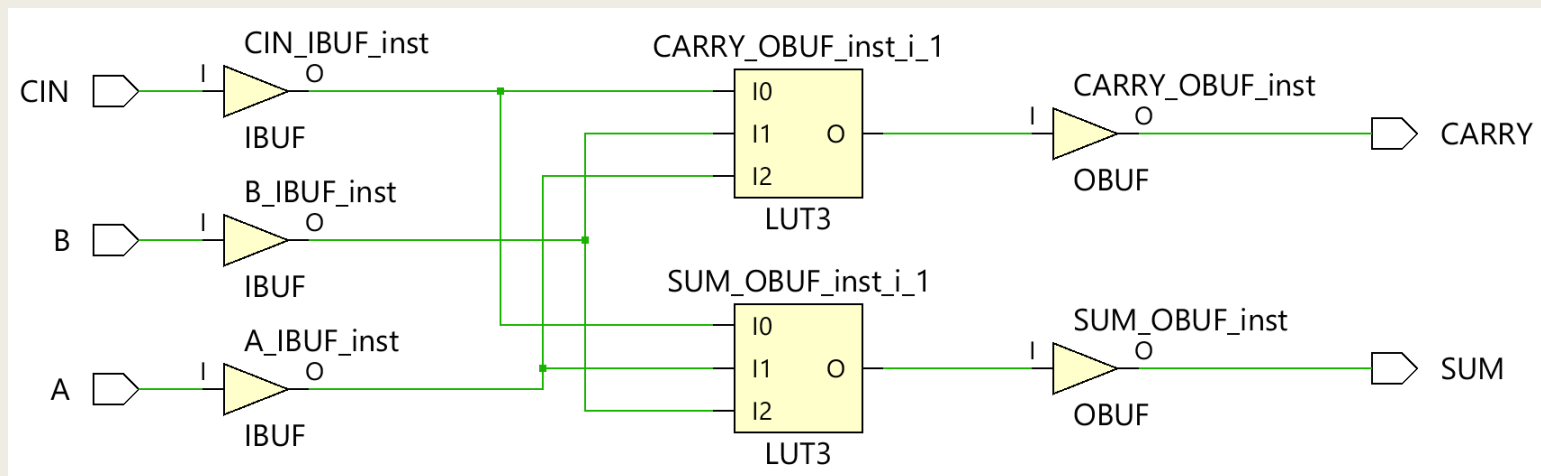 CIN_IBUF_inst
CARRY_OBUF_inst_i_1
CIN
I
O
IBUF
I0
I1
I2
O
LUT3
CARRY_OBUF_inst
I
O
OBUF
CARRY
B_IBUF_inst
B
I
O
IBUF
SUM_OBUF_inst_i_1
I0
I1
I2
O
LUT3
SUM_OBUF_inst
I
O
OBUF
SUM
A_IBUF_inst
A
I
O
IBUF